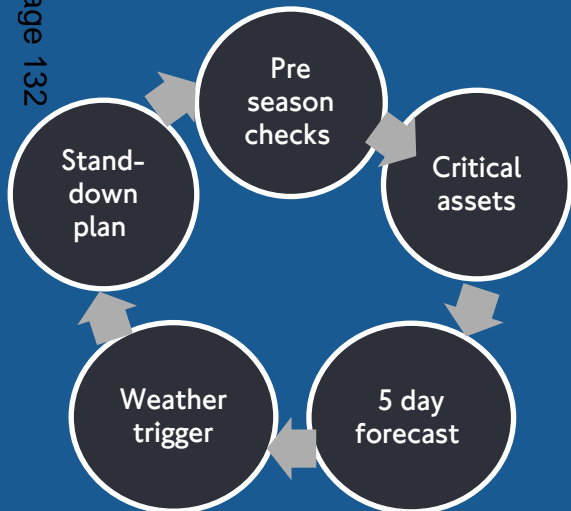 age 132
Pre
season
checks
Critical
assets
5 day
forecast
Weather
trigger
Stand-
down
plan